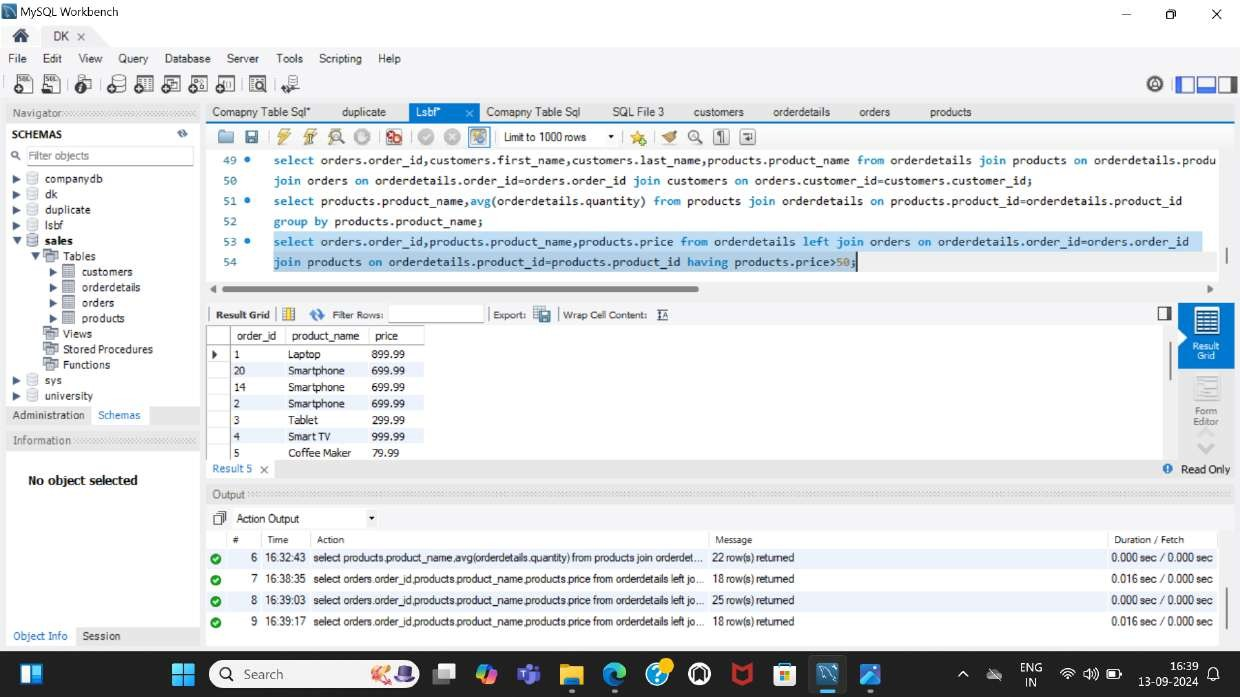 MySQL Workbench
DK
File Edit View Query Database Server Tools Scripting Help
Navigator
SCHEMAS
Filter objects
companydb
dk
duplicate
lsbf
sales
Tables
customers
orderdetails
orders
products
Views
Stored Procedures
Functions
sys
university
Administration Schemas
Information
No object selected
Object Info Session
Comapny Table Sql* duplicate Lsbf* Comapny Table Sql SQL File 3 customers orderdetails orders products
Limit to 1000 rows
49 select orders.order_id,customers.first_name,customers.last_name,products.product_name from orderdetails join products on orderdetails.produ
50 join orders on orderdetails.order_id=orders.order_id join customers on orders.customer_id=customers.customer_id;
51 select products.product_name,avg(orderdetails.quantity) from products join orderdetails on products.product_id=orderdetails.product_id
52 group by products.product_name;
53 select orders.order_id,products.product_name,products.price from orderdetails left join orders on orderdetails.order_id=orders.order_id
54 join products on orderdetails.product_id=products.product_id having products.price>50;
Result Grid Filter Rows: Export: Wrap Cell Content:
order_id product_name price
1 Laptop 899.99
20 Smartphone 699.99
14 Smartphone 699.99
2 Smartphone 699.99
3 Tablet 299.99
4 Smart TV 999.99
5 Coffee Maker 79.99
Result Grid
Form Editor
Result 5
Read Only
Output
Action Output
# Time Action Message Duration / Fetch
6 16:32:43 select products.product_name,avg(orderdetails.quantity) from products join orderdet... 22 row(s) returned 0.000 sec / 0.000 sec
7 16:38:35 select orders.order_id,products.product_name,products.price from orderdetails left jo... 18 row(s) returned 0.016 sec / 0.000 sec
8 16:39:03 select orders.order_id,products.product_name,products.price from orderdetails left jo... 25 row(s) returned 0.000 sec / 0.000 sec
9 16:39:17 select orders.order_id,products.product_name,products.price from orderdetails left jo... 18 row(s) returned 0.016 sec / 0.000 sec
Search
ENG
IN
16:39
13-09-2024